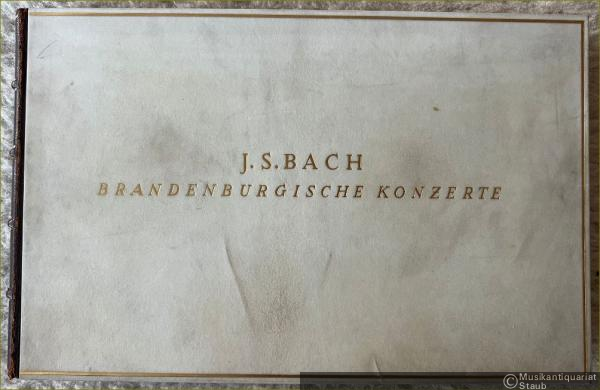 J. S. BACH
BRANDENBURGISCHE KONZERTE
©Musikantiquariat
Staub